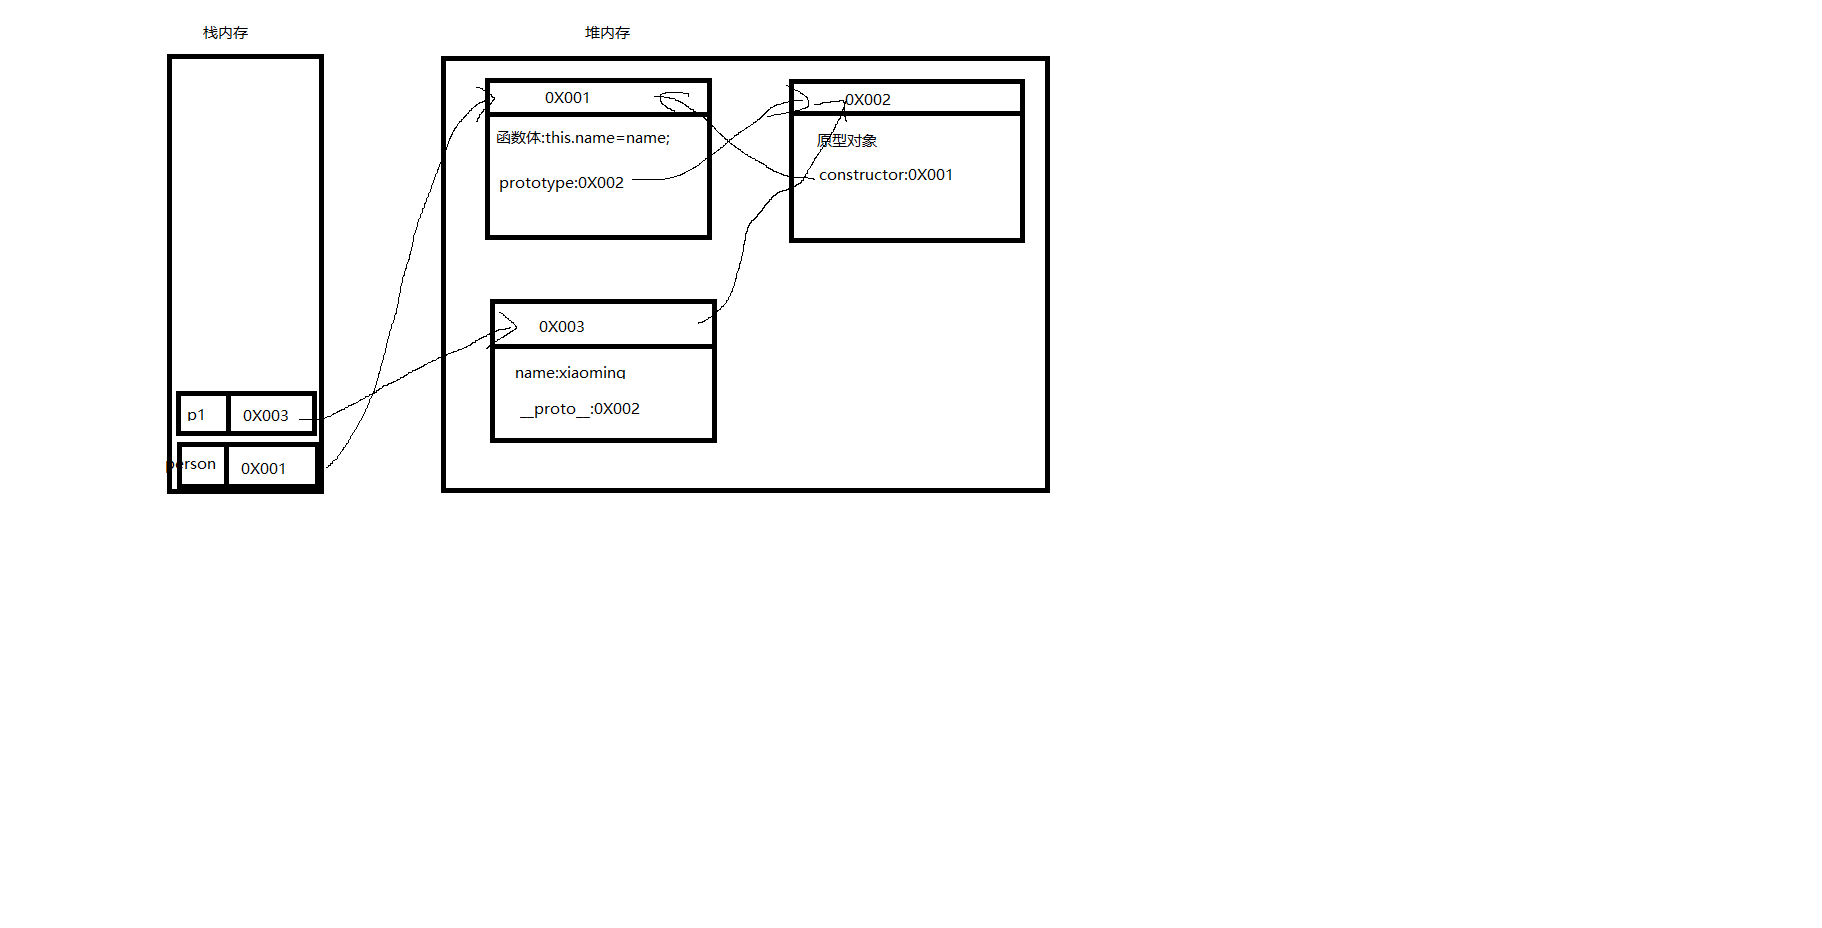 栈内存
堆内存
0X001
函数体:this.name=name;
prototype:0X002
0X002
原型对象
constructor:0X001
0X003
name:xiaoming
__proto__:0X002
p1
0X003
person
0X001